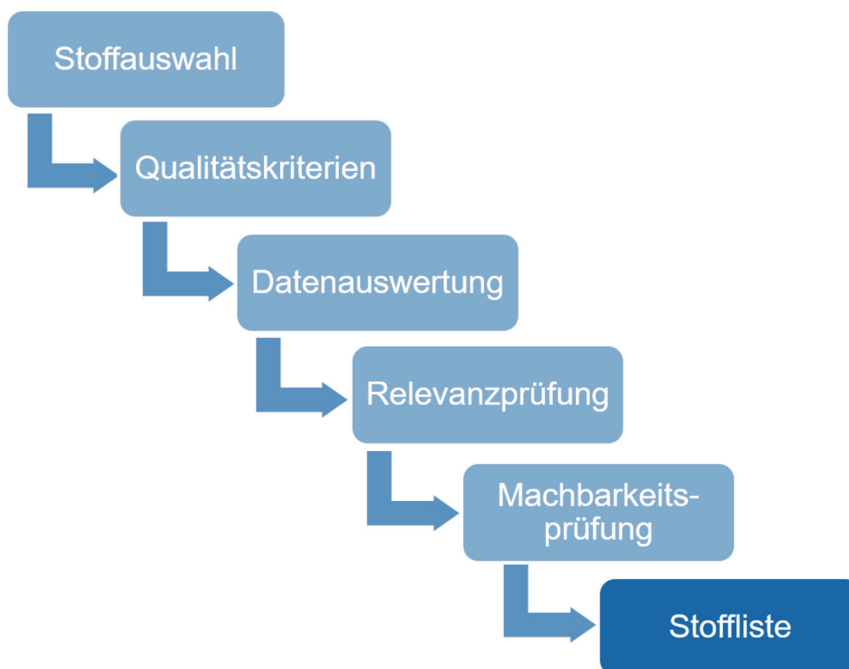 Stoffauswahl
Qualitätskriterien
Datenauswertung
Relevanzprüfung
Machbarkeits-
prüfung
Stoffliste